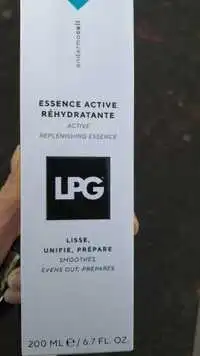 endermocell
ESSENCE ACTIVE
RÉHYDRATANTE
ACTIVE
REPLENISHING ESSENCE
LPG
LISSE,
UNIFIE, PRÉPARE
SMOOTHES,
EVENS OUT, PREPARES
200 ML ℮ / 6.7 FL. OZ.